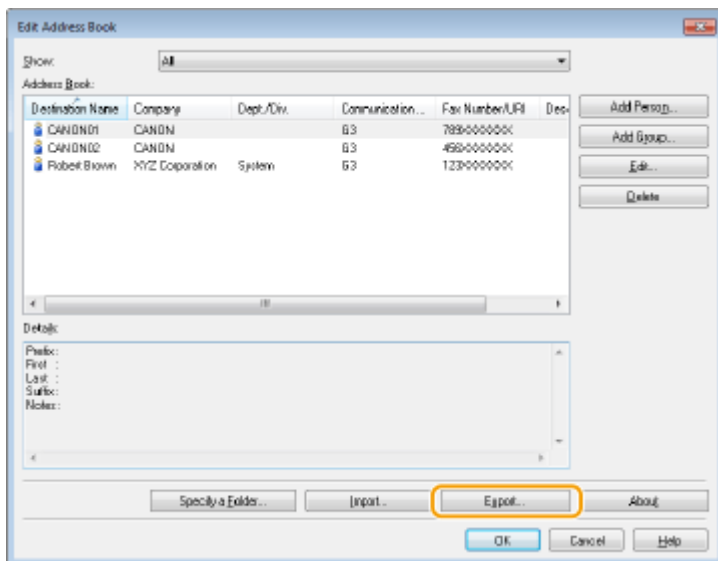 Edit Address Book
Show: All
Address Book:
Destination Name Company Dept./Div. Communication... Fax Number/URI Des
CANON01 CANON G3 789XXXXXXX
CANON02 CANON G3 456XXXXXXX
Robert Brown XYZ Corporation System G3 123XXXXXXX
Add Person...
Add Group...
Edit...
Delete
Details:
Prefix:
First :
Last :
Suffix:
Notes:
Specify a Folder... Import... Export... About
OK Cancel Help